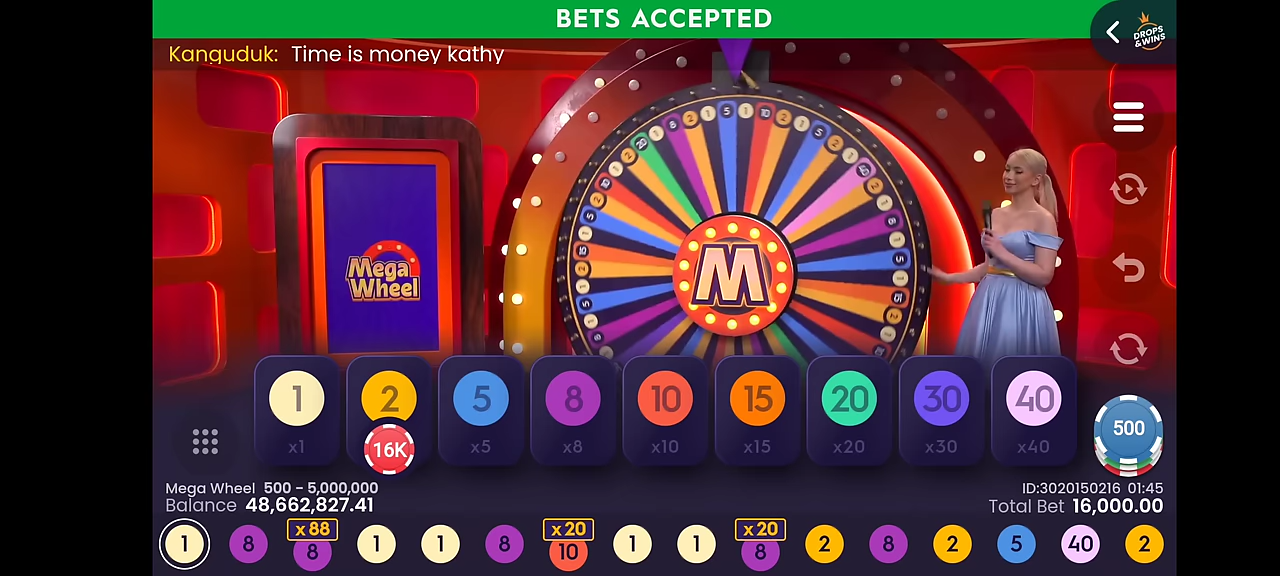 BETS ACCEPTED
DROPS
&WINS
Kanguduk: Time is money kathy
Mega
Wheel
M
1 2 5 8 10 15 20 30 40
x1 x5 x8 x10 x15 x20 x30 x40
16K
500
Mega Wheel 500 - 5,000,000
ID:3020150216 01:45
Balance 48,662,827.41
Total Bet 16,000.00
x88 x20 x20
1 8 8 1 1 8 10 1 1 8 2 8 2 5 40 2